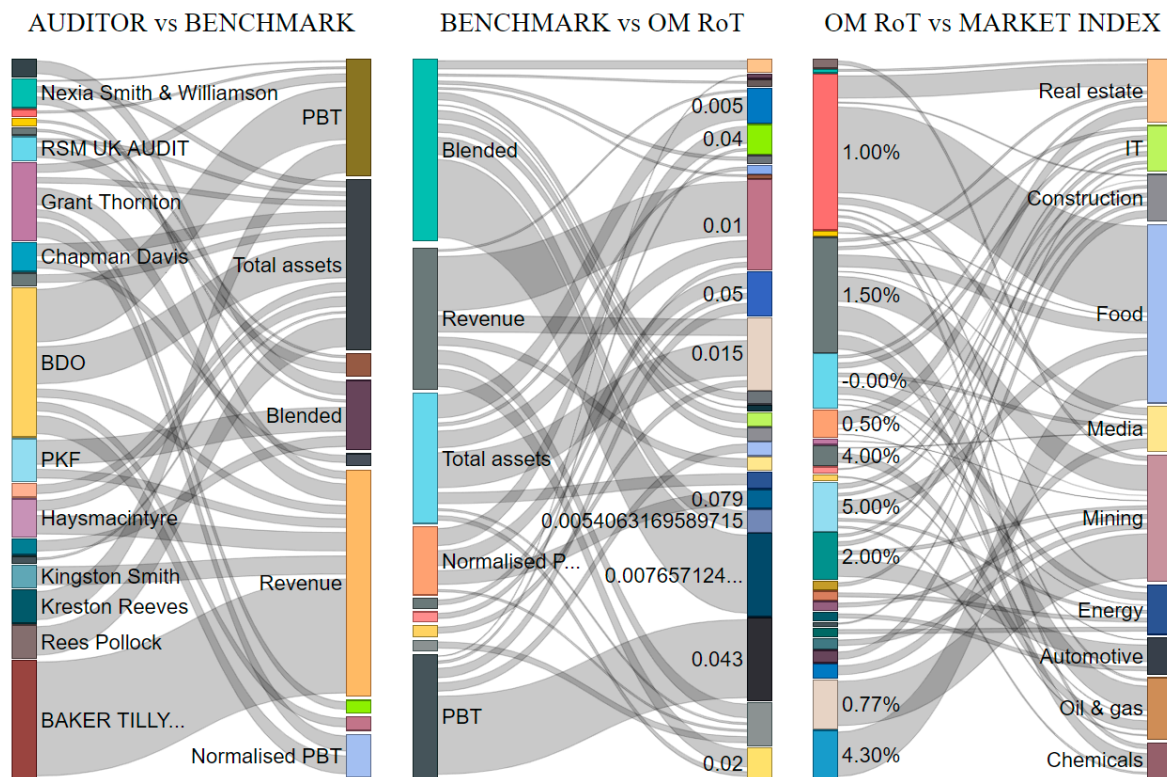 AUDITOR vs BENCHMARK
Nexia Smith & Williamson
RSM UK AUDIT
Grant Thornton
Chapman Davis
BDO
PKF
Haysmacintyre
Kingston Smith
Kreston Reeves
Rees Pollock
BAKER TILLY...
PBT
Total assets
Blended
Revenue
Normalised PBT
BENCHMARK vs OM RoT
Blended
Revenue
Total assets
Normalised P...
PBT
0.005
0.04
0.01
0.05
0.015
0.079
0.0054063169589715
0.007657124...
0.043
0.02
OM RoT vs MARKET INDEX
1.00%
1.50%
-0.00%
0.50%
4.00%
5.00%
2.00%
0.77%
4.30%
Real estate
IT
Construction
Food
Media
Mining
Energy
Automotive
Oil & gas
Chemicals